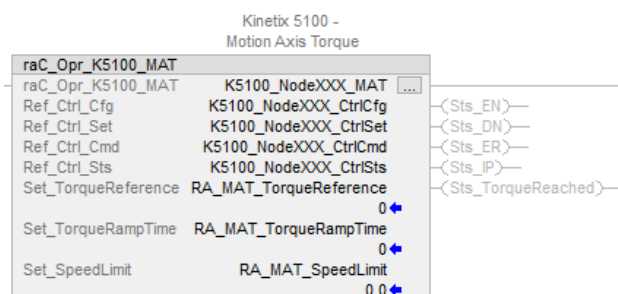 Kinetix 5100 -
Motion Axis Torque
raC_Opr_K5100_MAT
raC_Opr_K5100_MAT K5100_NodeXXX_MAT ...
Ref_Ctrl_Cfg K5100_NodeXXX_CtrlCfg (Sts_EN)
Ref_Ctrl_Set K5100_NodeXXX_CtrlSet (Sts_DN)
Ref_Ctrl_Cmd K5100_NodeXXX_CtrlCmd (Sts_ER)
Ref_Ctrl_Sts K5100_NodeXXX_CtrlSts (Sts_IP)
Set_TorqueReference RA_MAT_TorqueReference (Sts_TorqueReached)
0
Set_TorqueRampTime RA_MAT_TorqueRampTime
0
Set_SpeedLimit RA_MAT_SpeedLimit
0.0